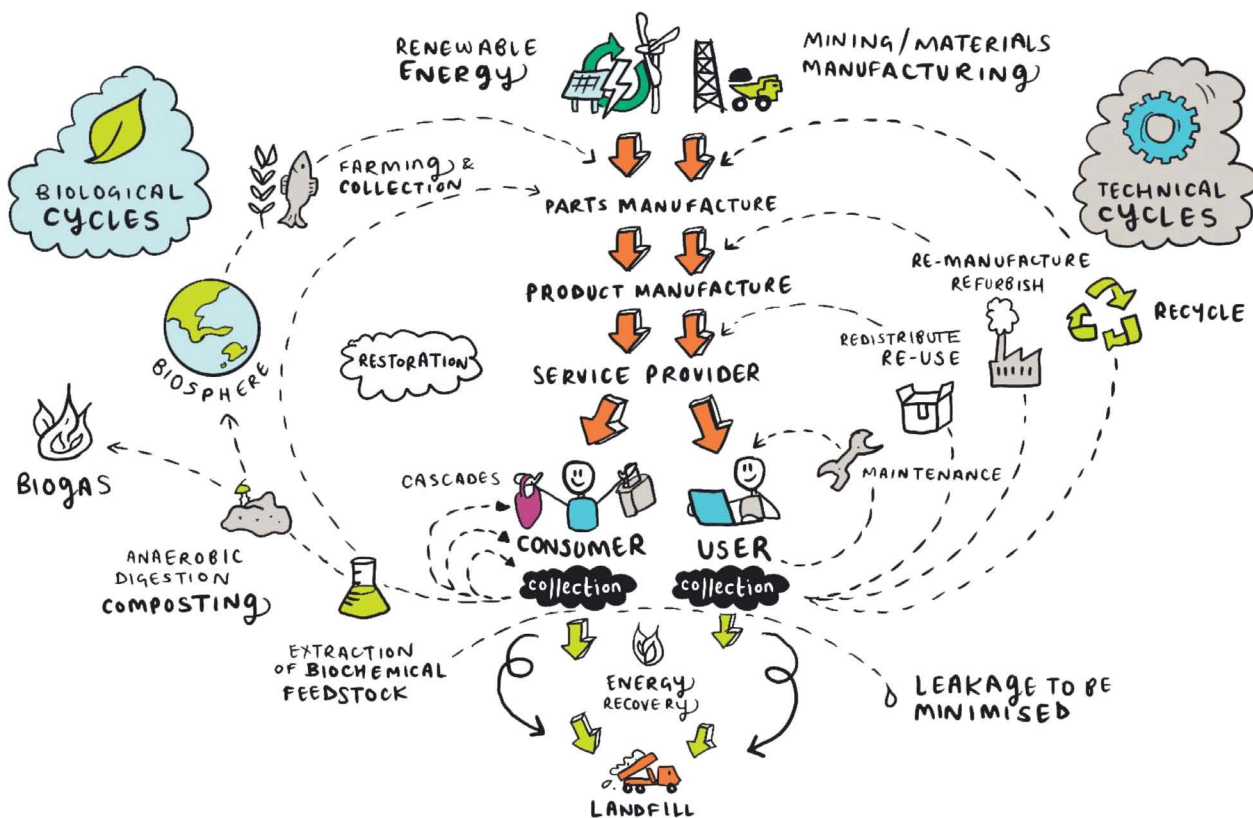 RENEWABLE
ENERGY
MINING/MATERIALS
MANUFACTURING
BIOLOGICAL
CYCLES
TECHNICAL
CYCLES
FARMING &
COLLECTION
PARTS MANUFACTURE
PRODUCT MANUFACTURE
SERVICE PROVIDER
RE-MANUFACTURE
REFURBISH
RECYCLE
REDISTRIBUTE
RE-USE
BIOSPHERE
RESTORATION
BIOGAS
CASCADES
MAINTENANCE
CONSUMER
USER
collection
collection
ANAEROBIC
DIGESTION
COMPOSTING
EXTRACTION
OF BIOCHEMICAL
FEEDSTOCK
ENERGY
RECOVERY
LEAKAGE TO BE
MINIMISED
LANDFILL